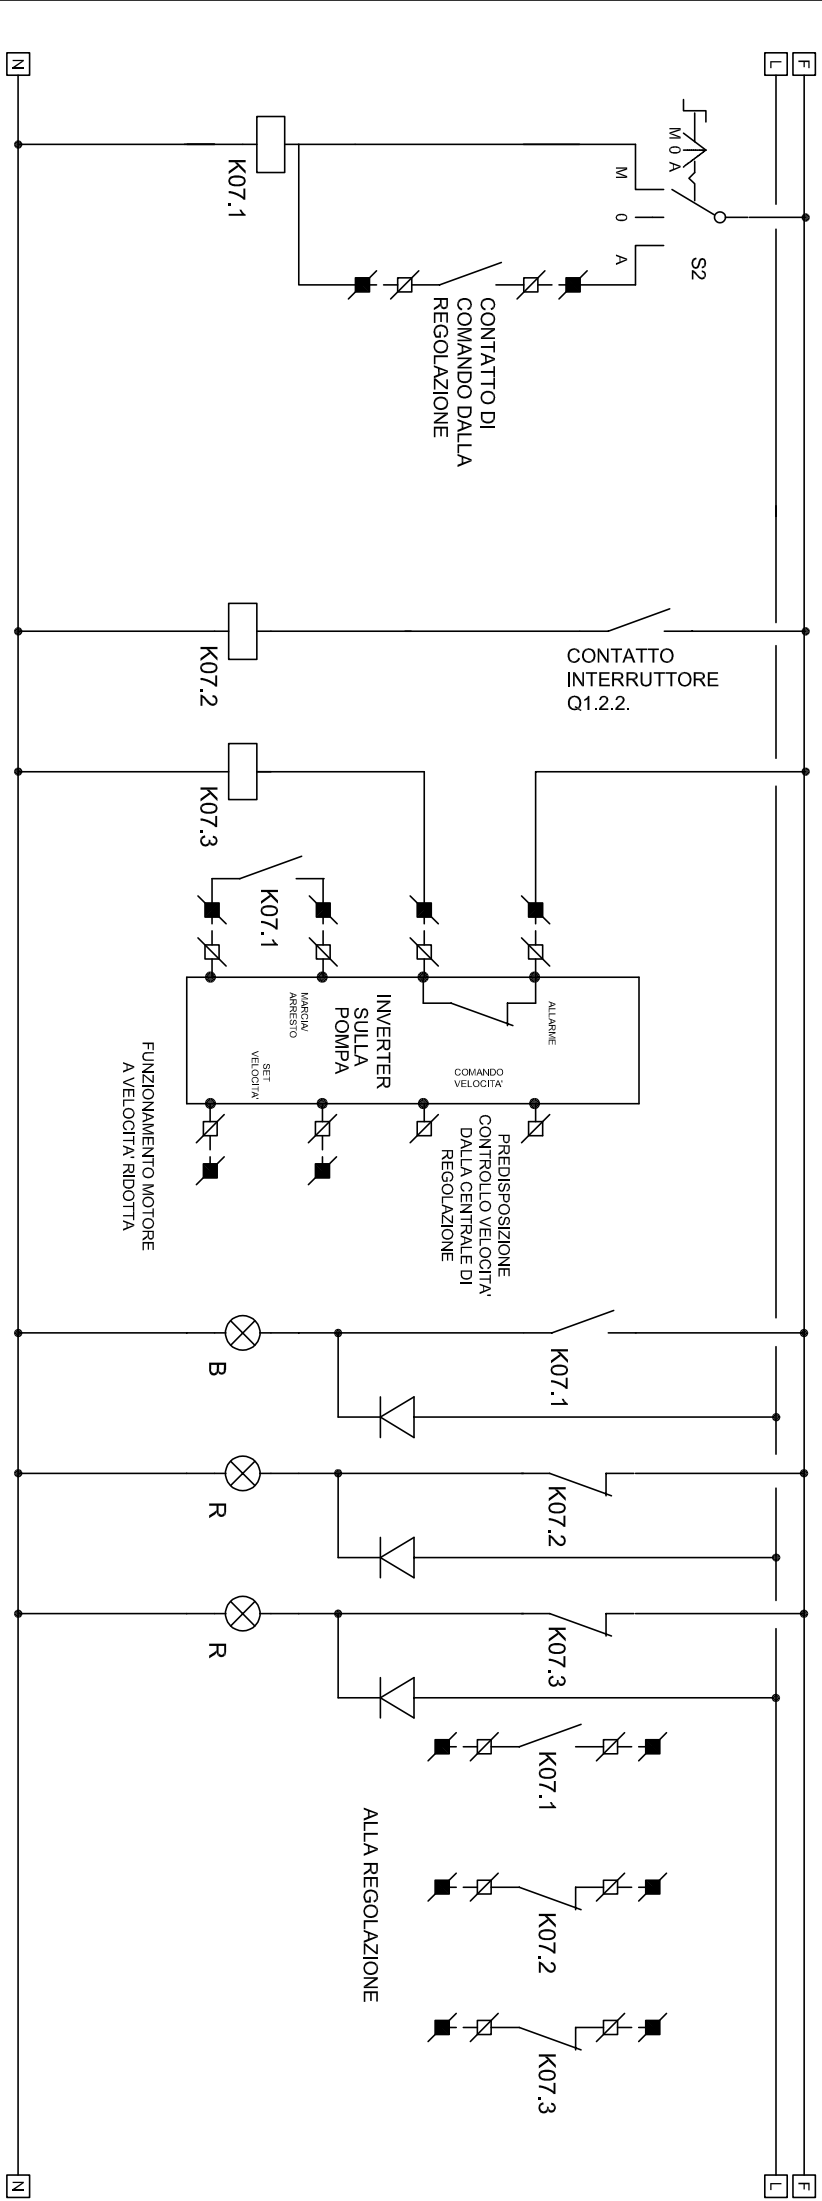 F
L
N
M 0 A
S2
M
0
A
K07.1
CONTATTO DI
COMANDO DALLA
REGOLAZIONE
CONTATTO
INTERRUTTORE
Q1.2.2.
K07.2
K07.3
K07.1
ALLARME
COMANDO
VELOCITA'
INVERTER
SULLA
POMPA
MARCIA/
ARRESTO
SET
VELOCITA'
PREDISPOSIZIONE
CONTROLLO VELOCITA'
DALLA CENTRALE DI
REGOLAZIONE
FUNZIONAMENTO MOTORE
A VELOCITA' RIDOTTA
K07.1
B
K07.2
R
K07.3
R
K07.1
K07.2
K07.3
ALLA REGOLAZIONE
F
L
N